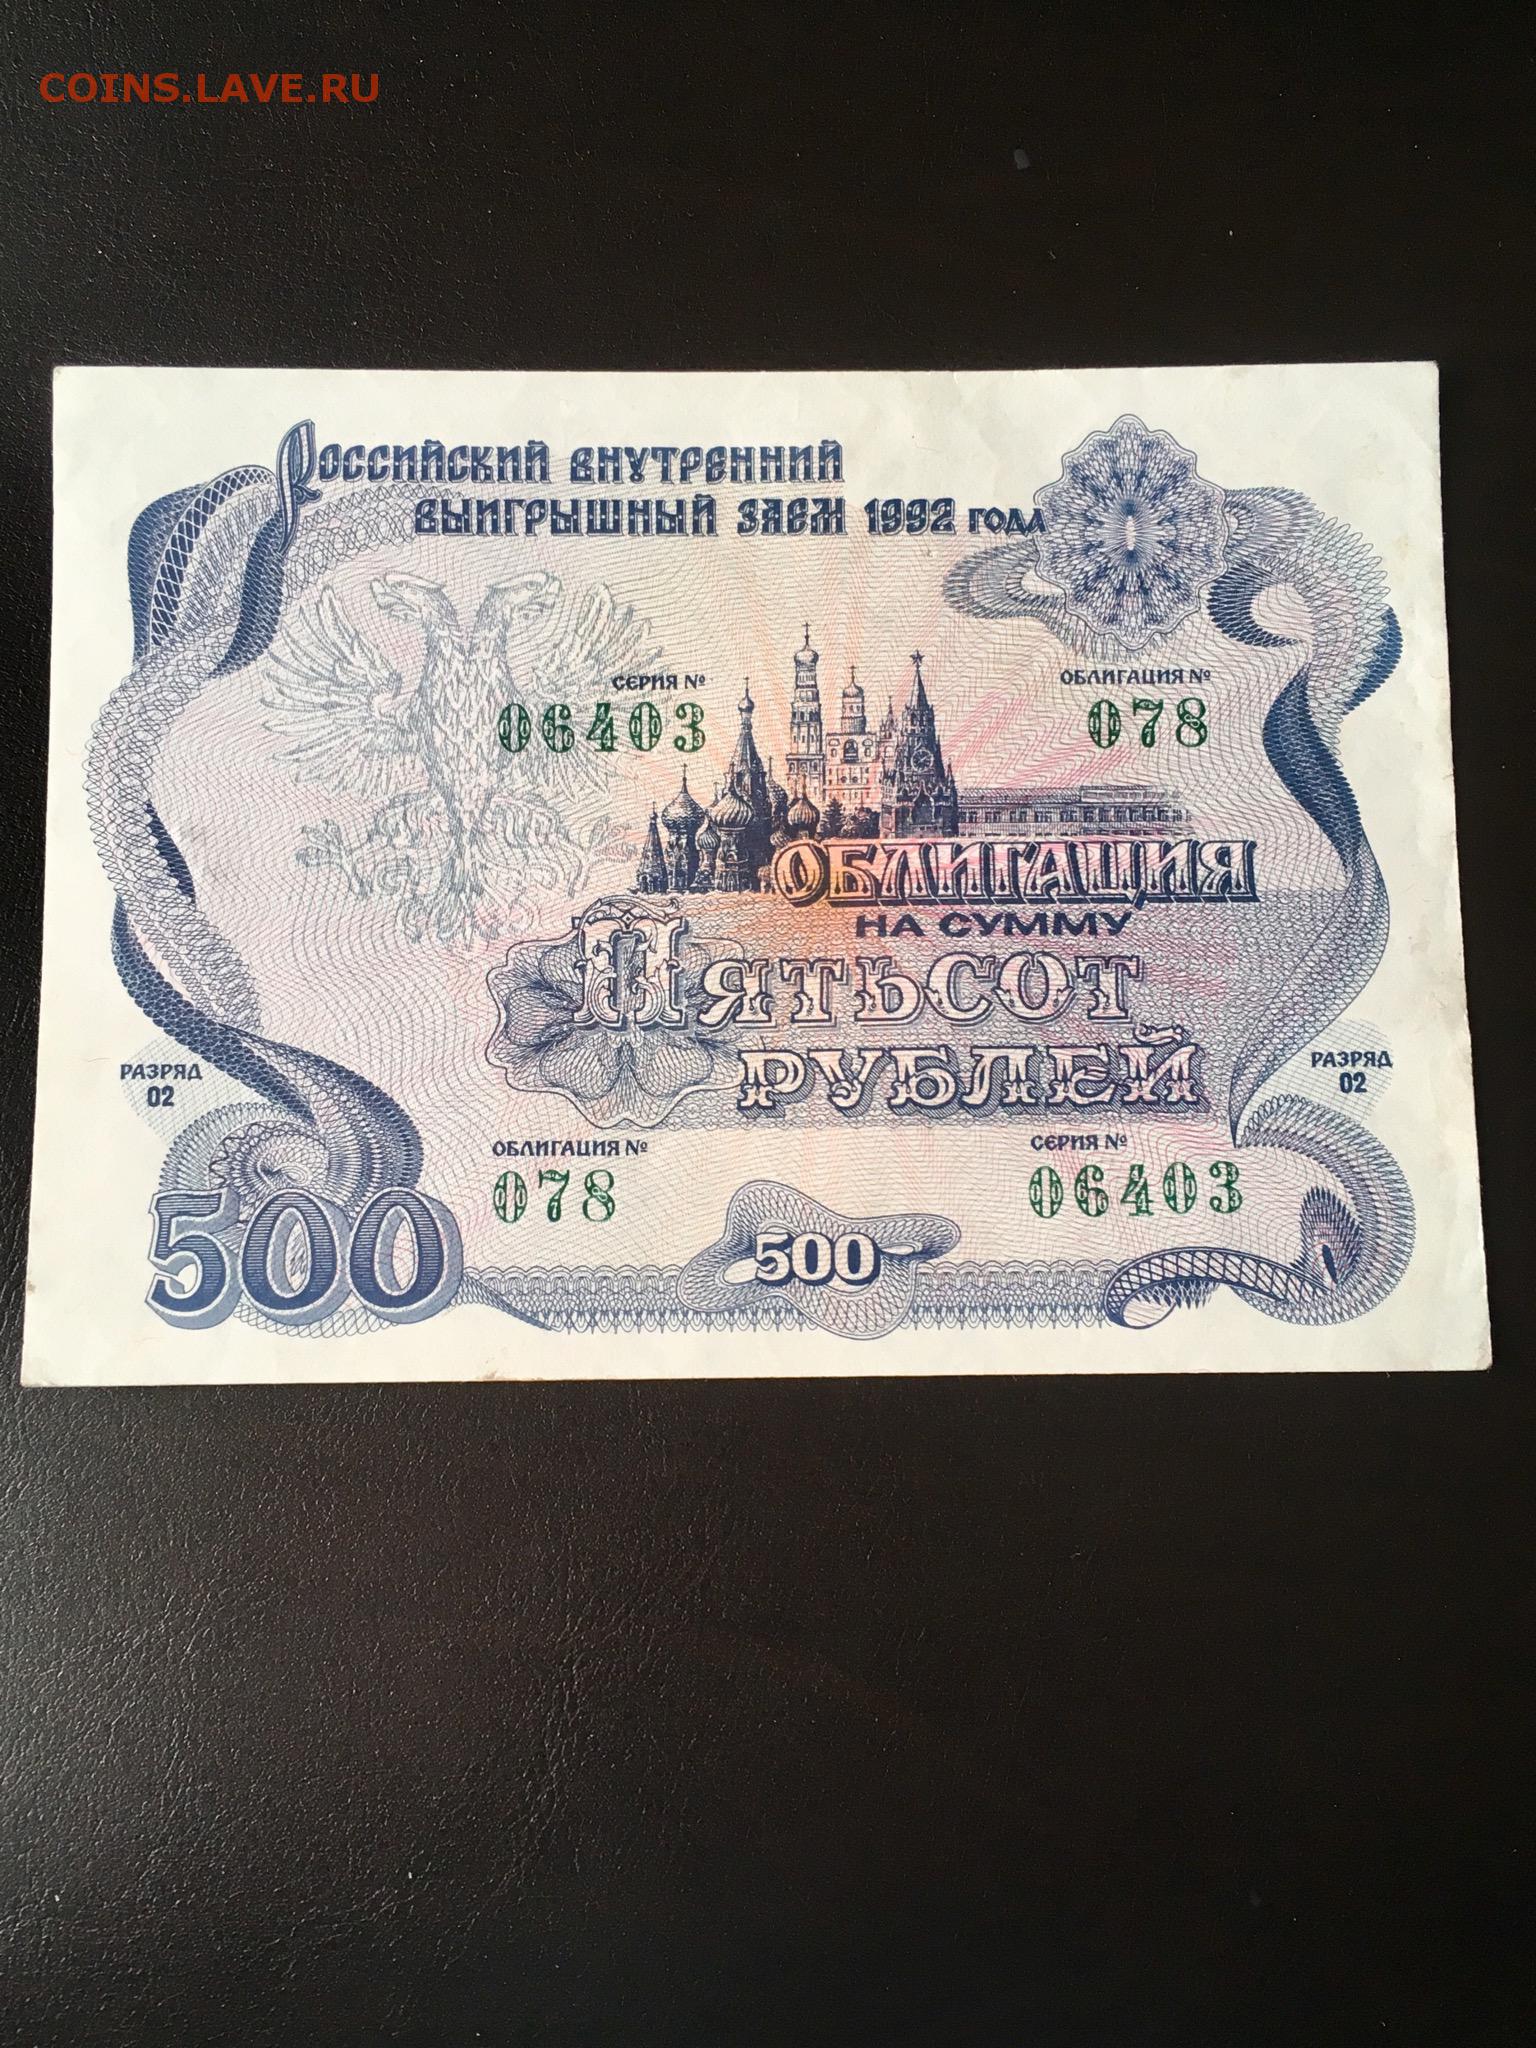 COINS.LAVE.RU
Российский внутренний
выигрышный заем 1992 года
СЕРИЯ №
06403
ОБЛИГАЦИЯ №
078
ОБЛИГАЦИЯ
НА СУММУ
ПЯТЬСОТ
РУБЛЕЙ
РАЗРЯД
02
РАЗРЯД
02
ОБЛИГАЦИЯ №
078
СЕРИЯ №
06403
500
500